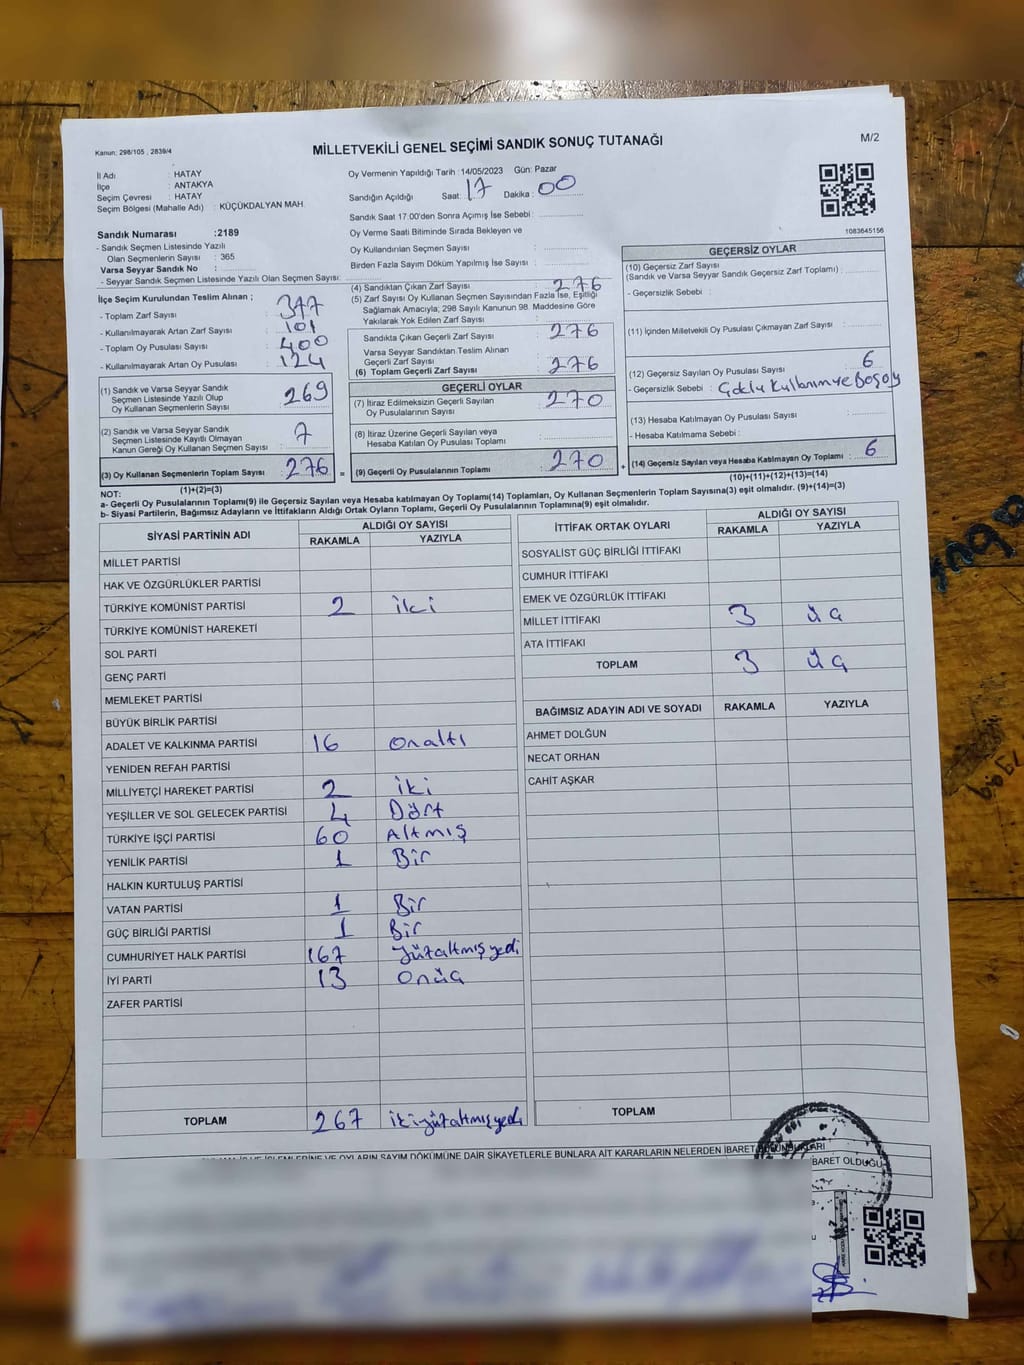 Kanun: 298/105 , 2839/4
MİLLETVEKİLİ GENEL SEÇİMİ SANDIK SONUÇ TUTANAĞI
M/2
İl Adı : HATAY
İlçe : ANTAKYA
Seçim Çevresi : HATAY
Seçim Bölgesi (Mahalle Adı) : KÜÇÜKDALYAN MAH.
Oy Vermenin Yapıldığı Tarih : 14/05/2023 Gün: Pazar
Sandığın Açıldığı Saat: 17 Dakika : 00
Sandık Saat 17.00'den Sonra Açımış İse Sebebi :
1083645156
Sandık Numarası :2189
- Sandık Seçmen Listesinde Yazılı
Olan Seçmenlerin Sayısı : 365
Varsa Seyyar Sandık No :
- Seyyar Sandık Seçmen Listesinde Yazılı Olan Seçmen Sayısı:
Oy Verme Saati Bitiminde Sırada Bekleyen ve
Oy Kullandırılan Seçmen Sayısı :
Birden Fazla Sayım Döküm Yapılmış İse Sayısı :
İlçe Seçim Kurulundan Teslim Alınan ;
- Toplam Zarf Sayısı : 377
- Kullanılmayarak Artan Zarf Sayısı : 101
- Toplam Oy Pusulası Sayısı : 400
- Kullanılmayarak Artan Oy Pusulası : 124
(4) Sandıktan Çıkan Zarf Sayısı : 276
(5) Zarf Sayısı Oy Kullanan Seçmen Sayısından Fazla İse, Eşitliği
Sağlamak Amacıyla; 298 Sayılı Kanunun 98. Maddesine Göre
Yakılarak Yok Edilen Zarf Sayısı :
Sandıkta Çıkan Geçerli Zarf Sayısı : 276
Varsa Seyyar Sandıktan Teslim Alınan
Geçerli Zarf Sayısı :
(6) Toplam Geçerli Zarf Sayısı : 276
GEÇERSİZ OYLAR
(10) Geçersiz Zarf Sayısı
(Sandık ve Varsa Seyyar Sandık Geçersiz Zarf Toplamı) :
- Geçersizlik Sebebi :
(11) İçinden Milletvekili Oy Pusulası Çıkmayan Zarf Sayısı :
(12) Geçersiz Sayılan Oy Pusulası Sayısı : 6
- Geçersizlik Sebebi : Çoklu Kullanım ve Boş oy
(13) Hesaba Katılmayan Oy Pusulası Sayısı :
- Hesaba Katılmama Sebebi :
(14) Geçersiz Sayılan veya Hesaba Katılmayan Oy Toplamı : 6
(10)+(11)+(12)+(13)=(14)
(1) Sandık ve Varsa Seyyar Sandık
Seçmen Listesinde Yazılı Olup
Oy Kullanan Seçmenlerin Sayısı : 269
(2) Sandık ve Varsa Seyyar Sandık
Seçmen Listesinde Kayıtlı Olmayan
Kanun Gereği Oy Kullanan Seçmen Sayısı : 7
(3) Oy Kullanan Seçmenlerin Toplam Sayısı : 276 =
(1)+(2)=(3)
GEÇERLİ OYLAR
(7) İtiraz Edilmeksizin Geçerli Sayılan
Oy Pusulalarının Sayısı : 270
(8) İtiraz Üzerine Geçerli Sayılan veya
Hesaba Katılan Oy Pusulası Toplamı :
(9) Geçerli Oy Pusulalarının Toplamı : 270 +
NOT:
a- Geçerli Oy Pusulalarının Toplamı(9) ile Geçersiz Sayılan veya Hesaba katılmayan Oy Toplamı(14) Toplamları, Oy Kullanan Seçmenlerin Toplam Sayısına(3) eşit olmalıdır. (9)+(14)=(3)
b- Siyasi Partilerin, Bağımsız Adayların ve İttifakların Aldığı Ortak Oyların Toplamı, Geçerli Oy Pusulalarının Toplamına(9) eşit olmalıdır.
SİYASİ PARTİNİN ADI
ALDIĞI OY SAYISI
RAKAMLA YAZIYLA
MİLLET PARTİSİ
HAK VE ÖZGÜRLÜKLER PARTİSİ
TÜRKİYE KOMÜNİST PARTİSİ 2 iki
TÜRKİYE KOMÜNİST HAREKETİ
SOL PARTİ
GENÇ PARTİ
MEMLEKET PARTİSİ
BÜYÜK BİRLİK PARTİSİ
ADALET VE KALKINMA PARTİSİ 16 onaltı
YENİDEN REFAH PARTİSİ
MİLLİYETÇİ HAREKET PARTİSİ 2 iki
YEŞİLLER VE SOL GELECEK PARTİSİ 4 Dört
TÜRKİYE İŞÇİ PARTİSİ 60 Altmış
YENİLİK PARTİSİ 1 Bir
HALKIN KURTULUŞ PARTİSİ
VATAN PARTİSİ 1 Bir
GÜÇ BİRLİĞİ PARTİSİ 1 Bir
CUMHURİYET HALK PARTİSİ 167 yüzaltmışyedi
İYİ PARTİ 13 onüç
ZAFER PARTİSİ
TOPLAM 267 ikiyüzaltmışyedi
İTTİFAK ORTAK OYLARI
ALDIĞI OY SAYISI
RAKAMLA YAZIYLA
SOSYALİST GÜÇ BİRLİĞİ İTTİFAKI
CUMHUR İTTİFAKI
EMEK VE ÖZGÜRLÜK İTTİFAKI
MİLLET İTTİFAKI 3 üç
ATA İTTİFAKI
TOPLAM 3 üç
BAĞIMSIZ ADAYIN ADI VE SOYADI RAKAMLA YAZIYLA
AHMET DOLĞUN
NECAT ORHAN
CAHİT AŞKAR
TOPLAM
OYLARIN SAYIM DÖKÜMÜNE DAİR ŞİKAYETLERLE BUNLARA AİT KARARLARIN NELERDEN İBARET
BARET OLDUĞU